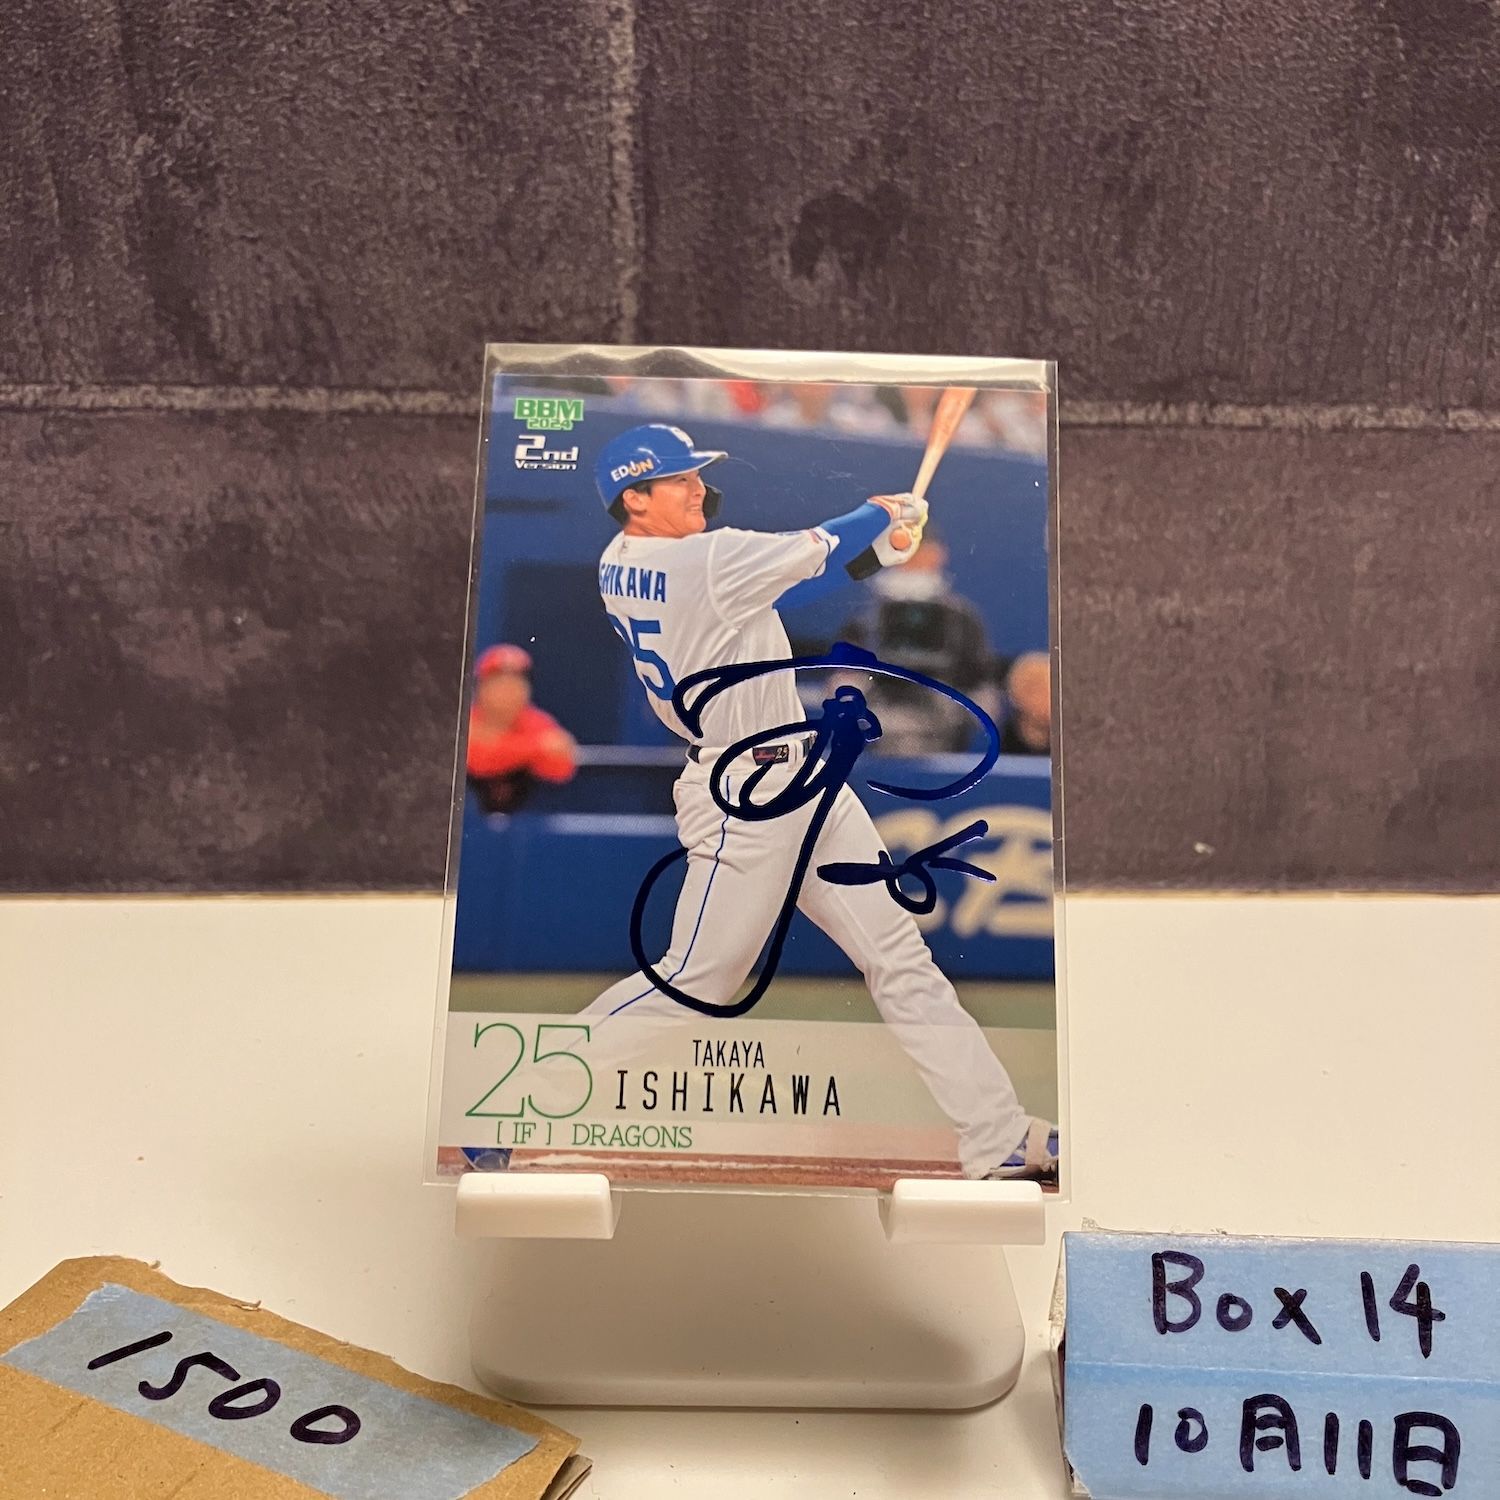 BBM
2024
2nd
Version
EDION
SHIKAWA
25
25
TAKAYA
ISHIKAWA
[ IF ] DRAGONS
1500
Box 14
10月11日